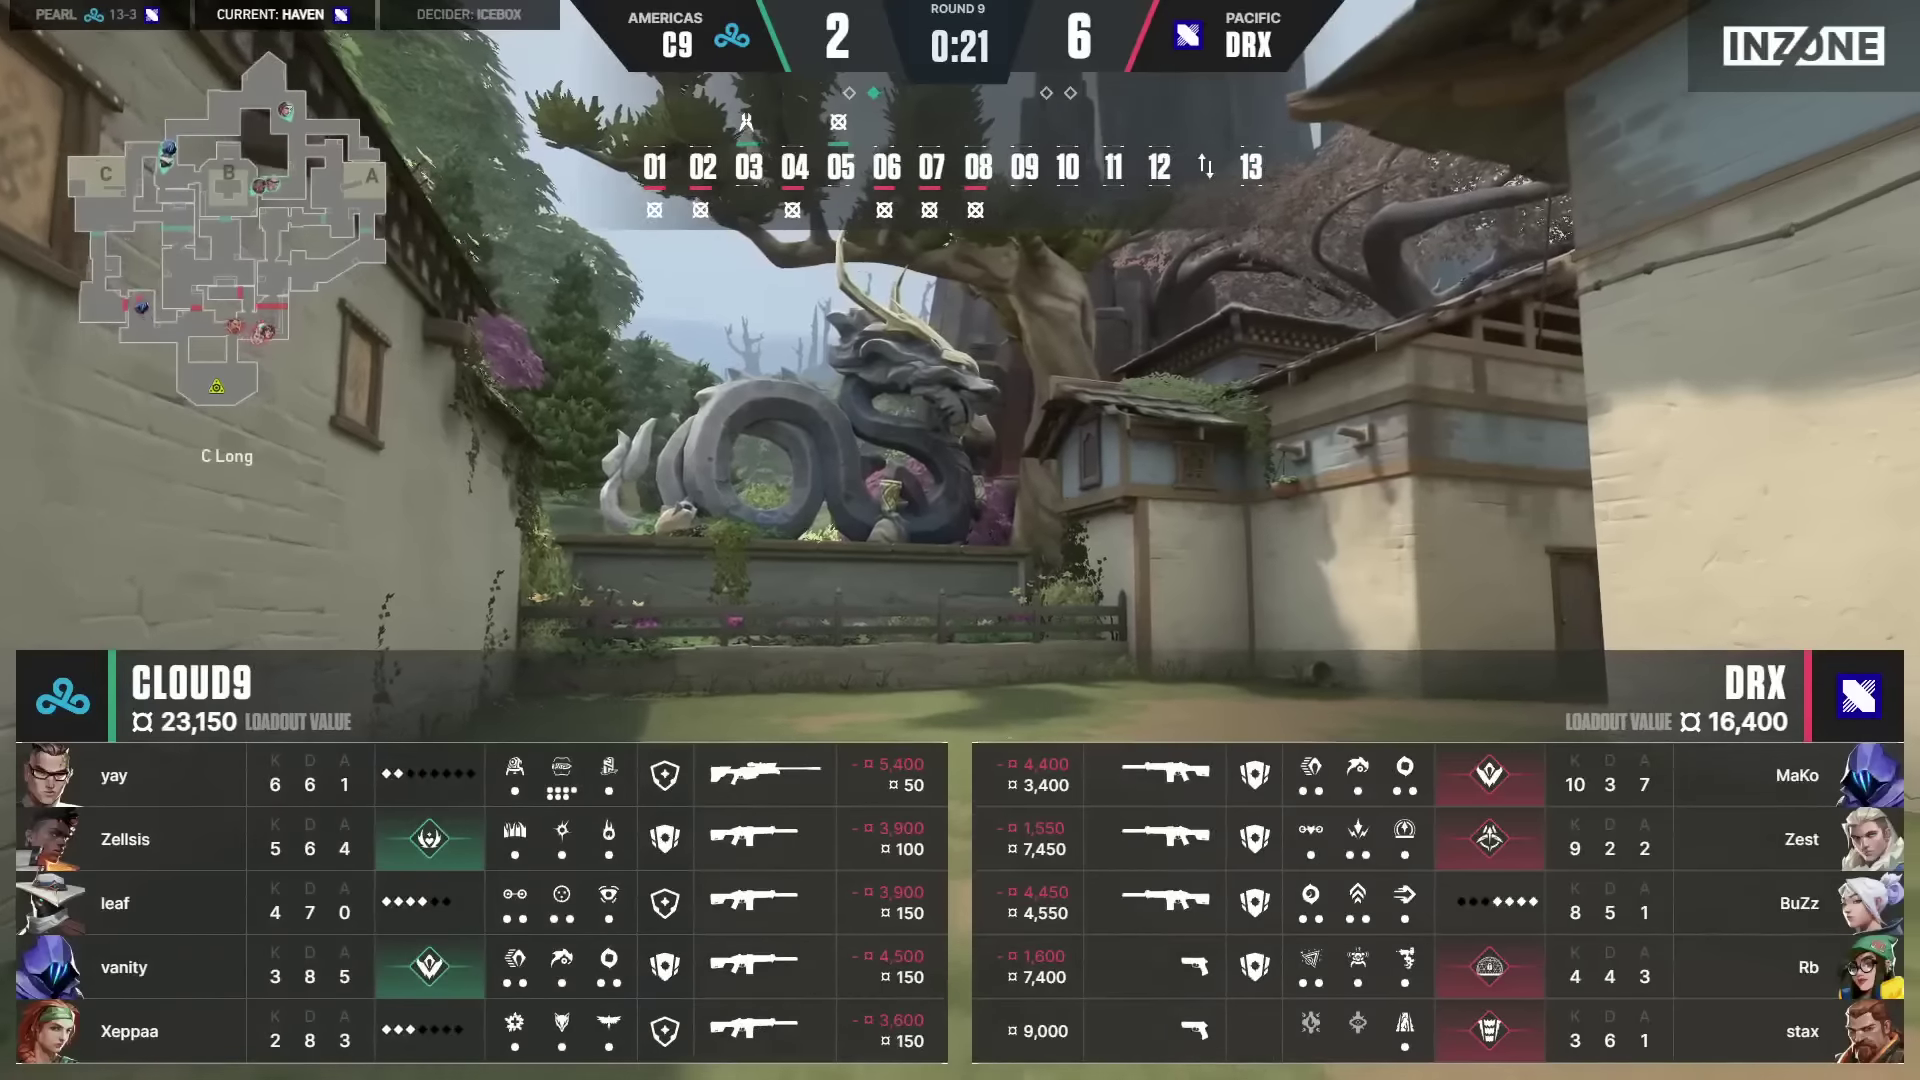 PEARL 13-3
CURRENT: HAVEN
DECIDER: ICEBOX
AMERICAS
C9
2
ROUND 9
0:21
6
PACIFIC
DRX
INZONE
01 02 03 04 05 06 07 08 09 10 11 12 13
C B A
C Long
CLOUD9
¤ 23,150 LOADOUT VALUE
DRX
LOADOUT VALUE ¤ 16,400
yay K 6 D 6 A 1 - ¤ 5,400 ¤ 50
Zellsis K 5 D 6 A 4 - ¤ 3,900 ¤ 100
leaf K 4 D 7 A 0 - ¤ 3,900 ¤ 150
vanity K 3 D 8 A 5 - ¤ 4,500 ¤ 150
Xeppaa K 2 D 8 A 3 - ¤ 3,600 ¤ 150
- ¤ 4,400 ¤ 3,400 K 10 D 3 A 7 MaKo
- ¤ 1,550 ¤ 7,450 K 9 D 2 A 2 Zest
- ¤ 4,450 ¤ 4,550 K 8 D 5 A 1 BuZz
- ¤ 1,600 ¤ 7,400 K 4 D 4 A 3 Rb
¤ 9,000 K 3 D 6 A 1 stax